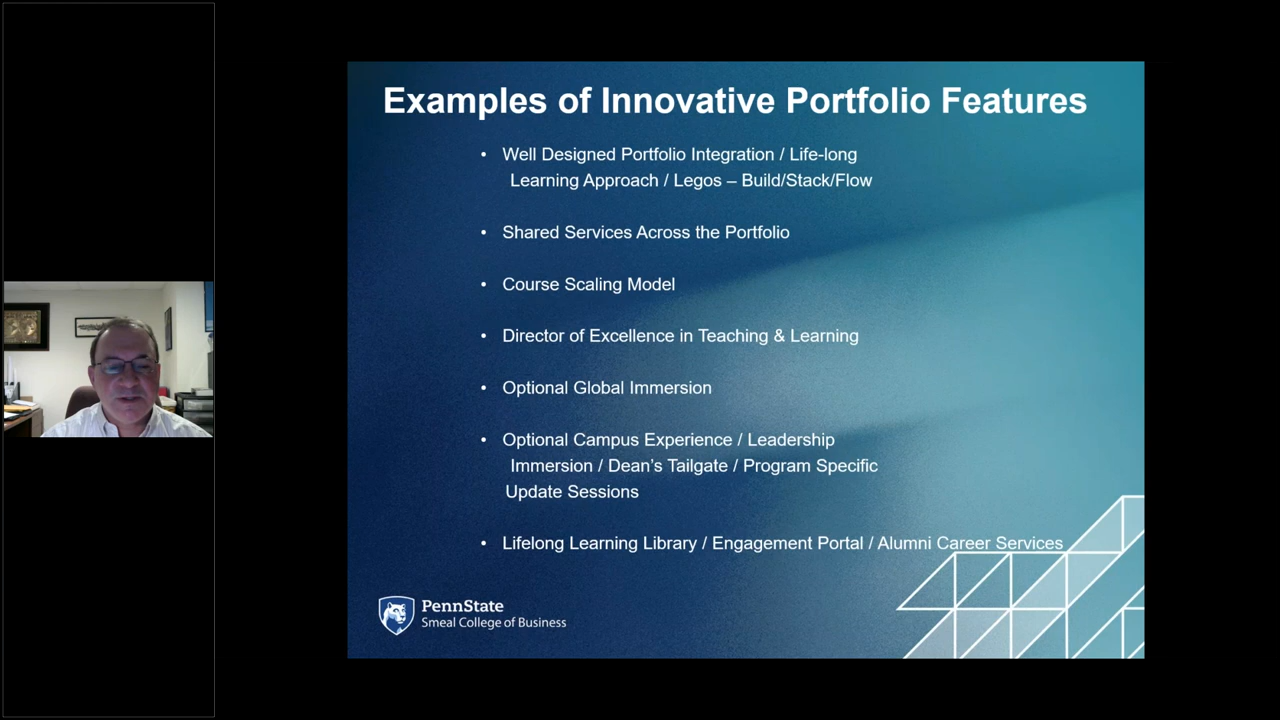 Examples of Innovative Portfolio Features
• Well Designed Portfolio Integration / Life-long
Learning Approach / Legos – Build/Stack/Flow
• Shared Services Across the Portfolio
• Course Scaling Model
• Director of Excellence in Teaching & Learning
• Optional Global Immersion
• Optional Campus Experience / Leadership
Immersion / Dean’s Tailgate / Program Specific
Update Sessions
• Lifelong Learning Library / Engagement Portal / Alumni Career Services
PennState
Smeal College of Business